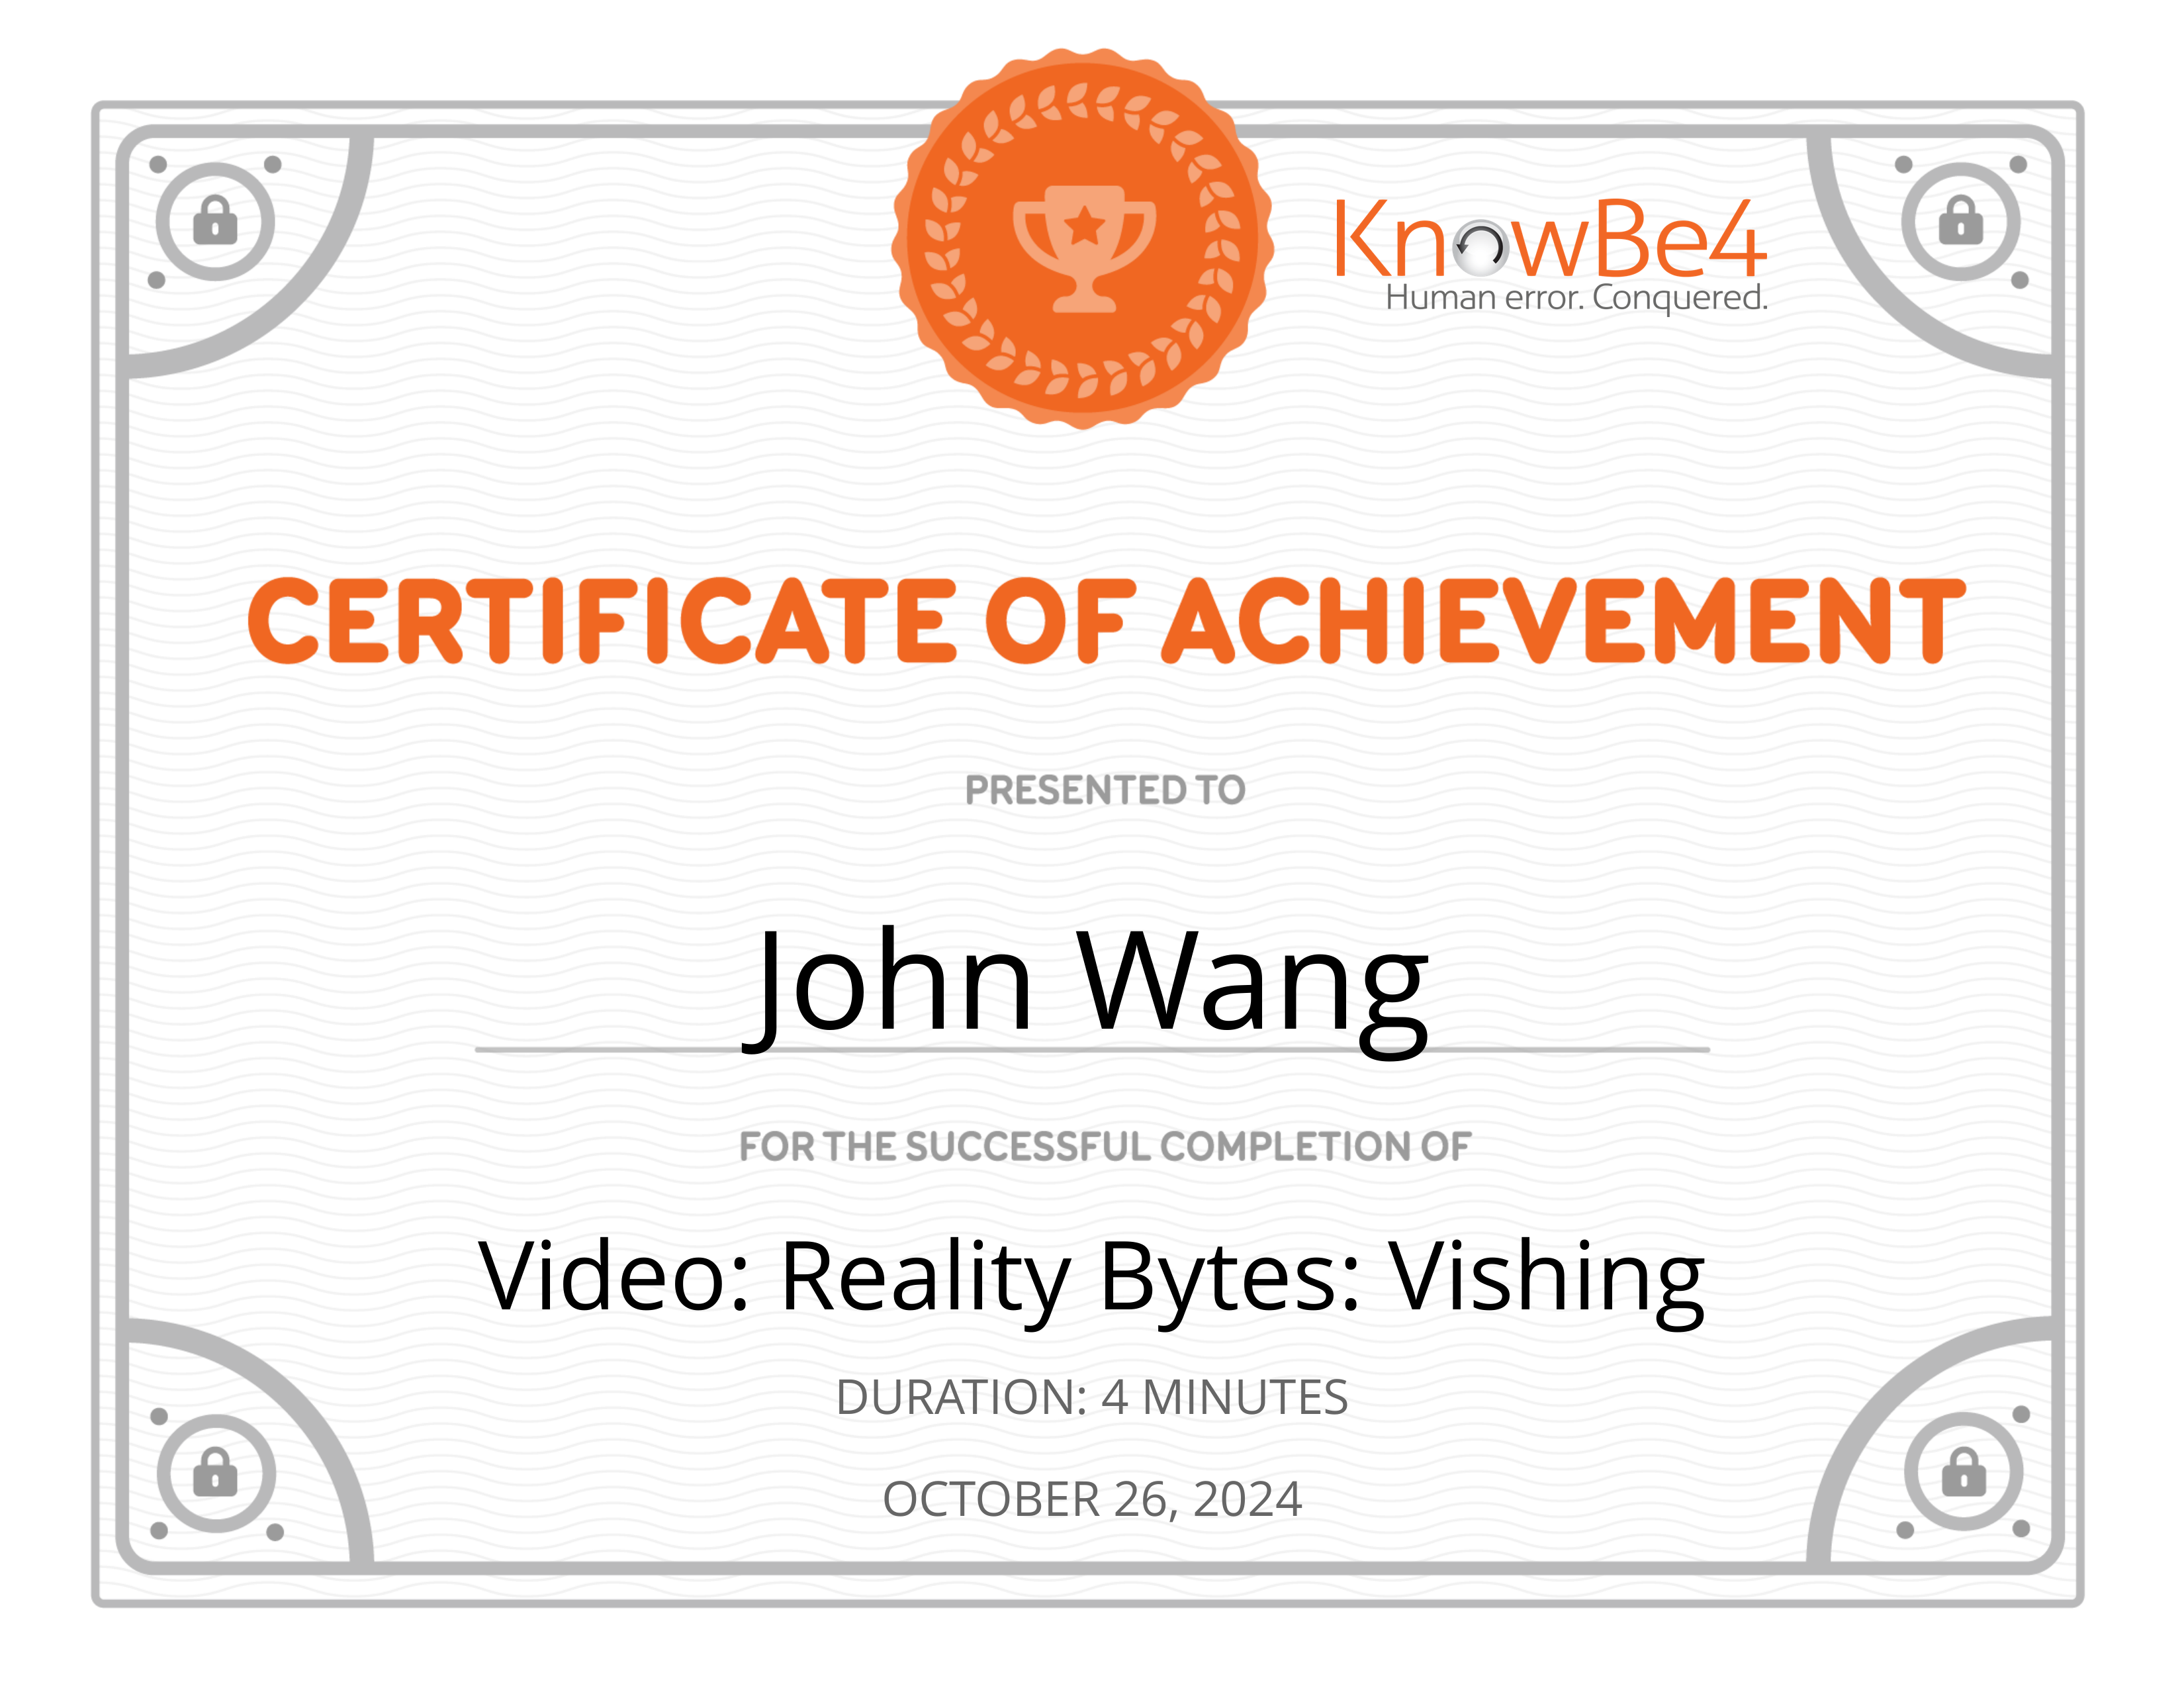 KnowBe4
Human error. Conquered.
CERTIFICATE OF ACHIEVEMENT
PRESENTED TO
John Wang
FOR THE SUCCESSFUL COMPLETION OF
Video: Reality Bytes: Vishing
DURATION: 4 MINUTES
OCTOBER 26, 2024